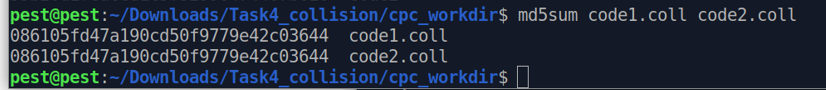 pest@pest:~/Downloads/Task4_collision/cpc_workdir$ md5sum code1.coll code2.coll
086105fd47a190cd50f9779e42c03644  code1.coll
086105fd47a190cd50f9779e42c03644  code2.coll
pest@pest:~/Downloads/Task4_collision/cpc_workdir$